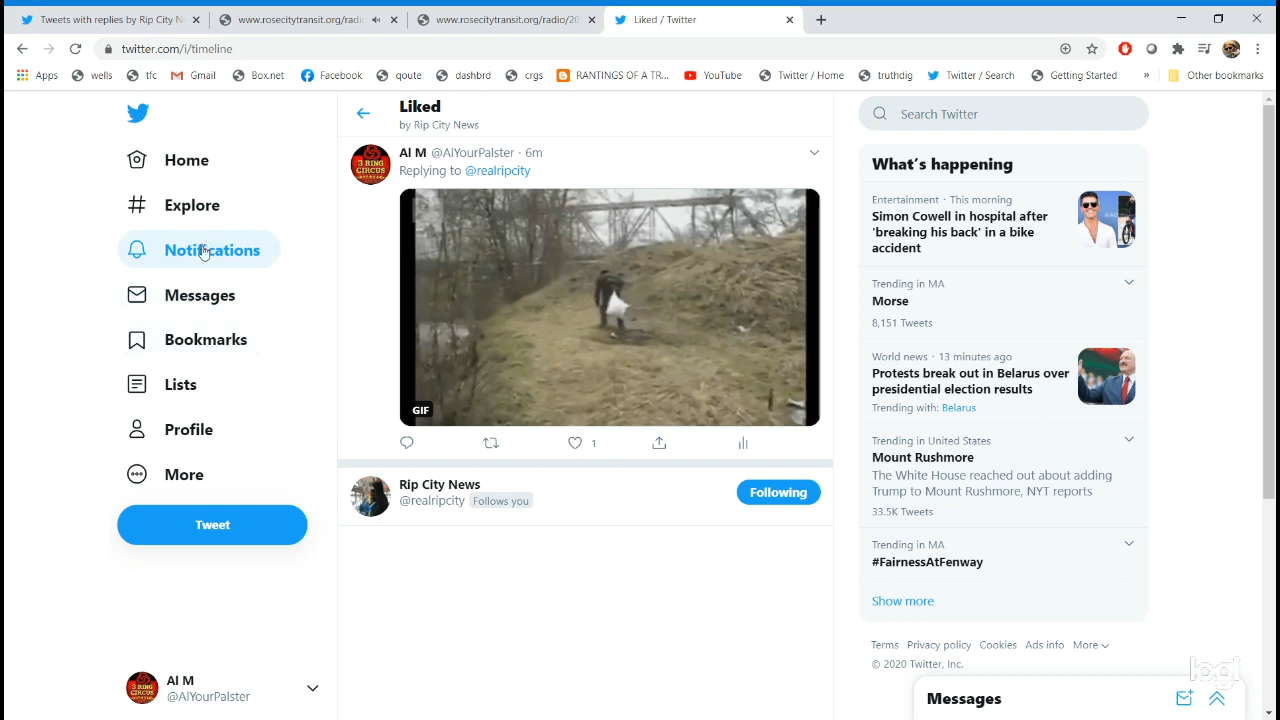 Tweets with replies by Rip City N
www.rosecitytransit.org/radi
www.rosecitytransit.org/radio/20
Liked / Twitter
twitter.com/i/timeline
Apps
wells
tfc
Gmail
Box.net
Facebook
qoute
dashbrd
crgs
RANTINGS OF A TR...
YouTube
Twitter / Home
truthdig
Twitter / Search
Getting Started
»
Other bookmarks
Home
Explore
Notifications
Messages
Bookmarks
Lists
Profile
More
Tweet
Al M
@AlYourPalster
Liked
by Rip City News
3 RING CIRCUS
Al M @AlYourPalster · 6m
Replying to @realripcity
GIF
1
Rip City News
@realripcity Follows you
Following
Search Twitter
What's happening
Entertainment · This morning
Simon Cowell in hospital after
'breaking his back' in a bike
accident
Trending in MA
Morse
8,151 Tweets
World news · 13 minutes ago
Protests break out in Belarus over
presidential election results
Trending with: Belarus
Trending in United States
Mount Rushmore
The White House reached out about adding
Trump to Mount Rushmore, NYT reports
33.5K Tweets
Trending in MA
#FairnessAtFenway
Show more
Terms Privacy policy Cookies Ads info More
© 2020 Twitter, Inc.
logi
Messages